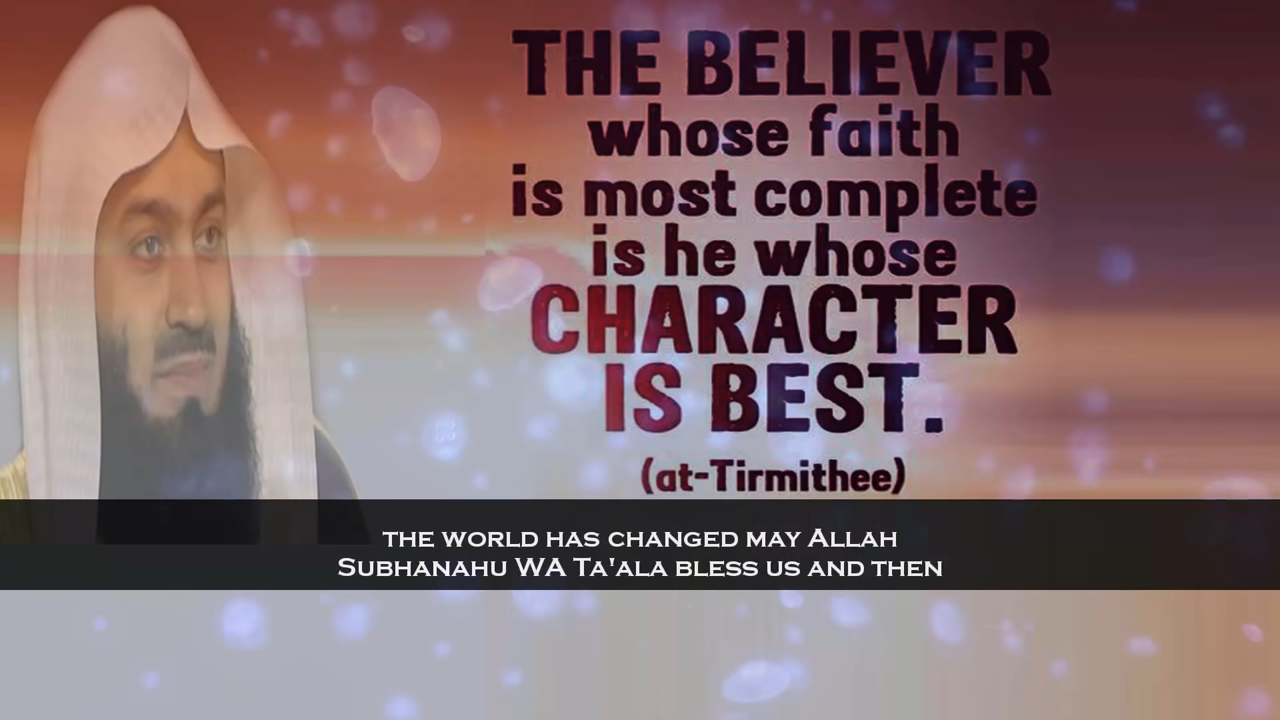 THE BELIEVER
whose faith
is most complete
is he whose
CHARACTER
IS BEST.
(at-Tirmithee)
THE WORLD HAS CHANGED MAY ALLAH
SUBHANAHU WA TA'ALA BLESS US AND THEN